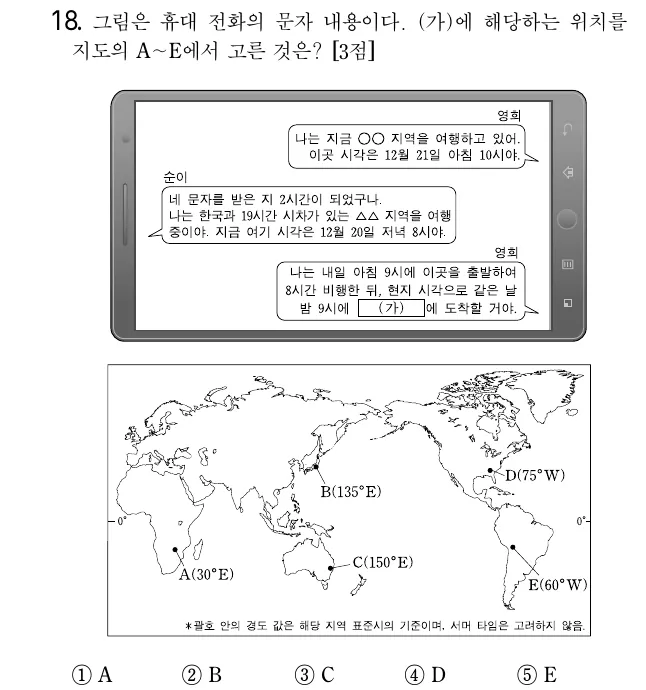 18. 그림은 휴대 전화의 문자 내용이다. (가)에 해당하는 위치를
지도의 A~E에서 고른 것은? [3점]
영희
나는 지금 ○○ 지역을 여행하고 있어.
이곳 시각은 12월 21일 아침 10시야.
순이
네 문자를 받은 지 2시간이 되었구나.
나는 한국과 19시간 시차가 있는 △△ 지역을 여행
중이야. 지금 여기 시각은 12월 20일 저녁 8시야.
영희
나는 내일 아침 9시에 이곳을 출발하여
8시간 비행한 뒤, 현지 시각으로 같은 날
밤 9시에 (가) 에 도착할 거야.
D(75°W)
B(135°E)
0° 0°
C(150°E)
A(30°E)
E(60°W)
*괄호 안의 경도 값은 해당 지역 표준시의 기준이며, 서머 타임은 고려하지 않음.
① A ② B ③ C ④ D ⑤ E